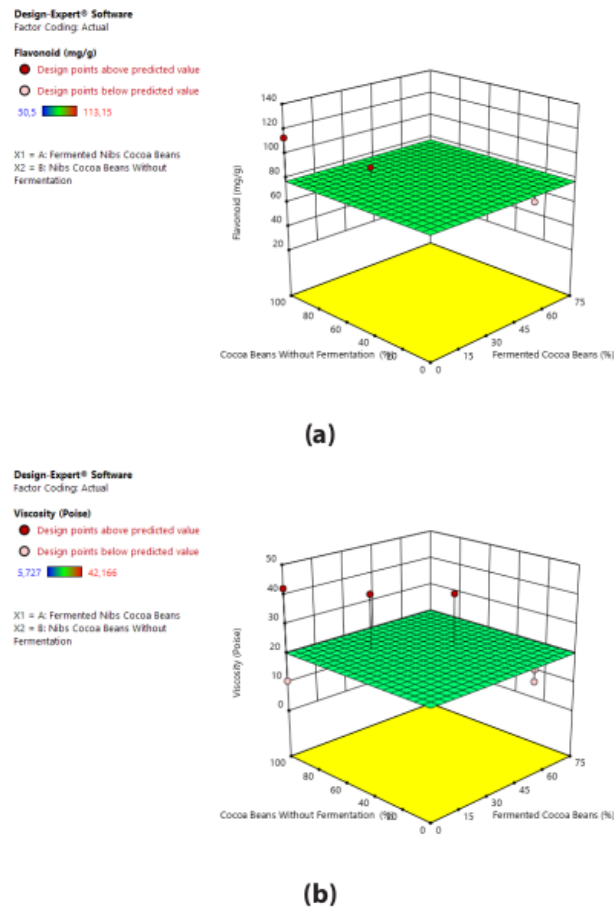 Design-Expert® Software
Factor Coding: Actual
Flavonoid (mg/g)
Design points above predicted value
Design points below predicted value
50,5 113,15
X1 = A: Fermented Nibs Cocoa Beans
X2 = B: Nibs Cocoa Beans Without
Fermentation
140
120
100
80
60
40
20
Flavonoid (mg/g)
100
80
60
40
20
0
0
15
30
45
60
75
Cocoa Beans Without Fermentation (%)
Fermented Cocoa Beans (%)
(a)
Design-Expert® Software
Factor Coding: Actual
Viscosity (Poise)
Design points above predicted value
Design points below predicted value
5,727 42,166
X1 = A: Fermented Nibs Cocoa Beans
X2 = B: Nibs Cocoa Beans Without
Fermentation
50
40
30
20
10
0
Viscosity (Poise)
100
80
60
40
20
0
0
15
30
45
60
75
Cocoa Beans Without Fermentation (%)
Fermented Cocoa Beans (%)
(b)